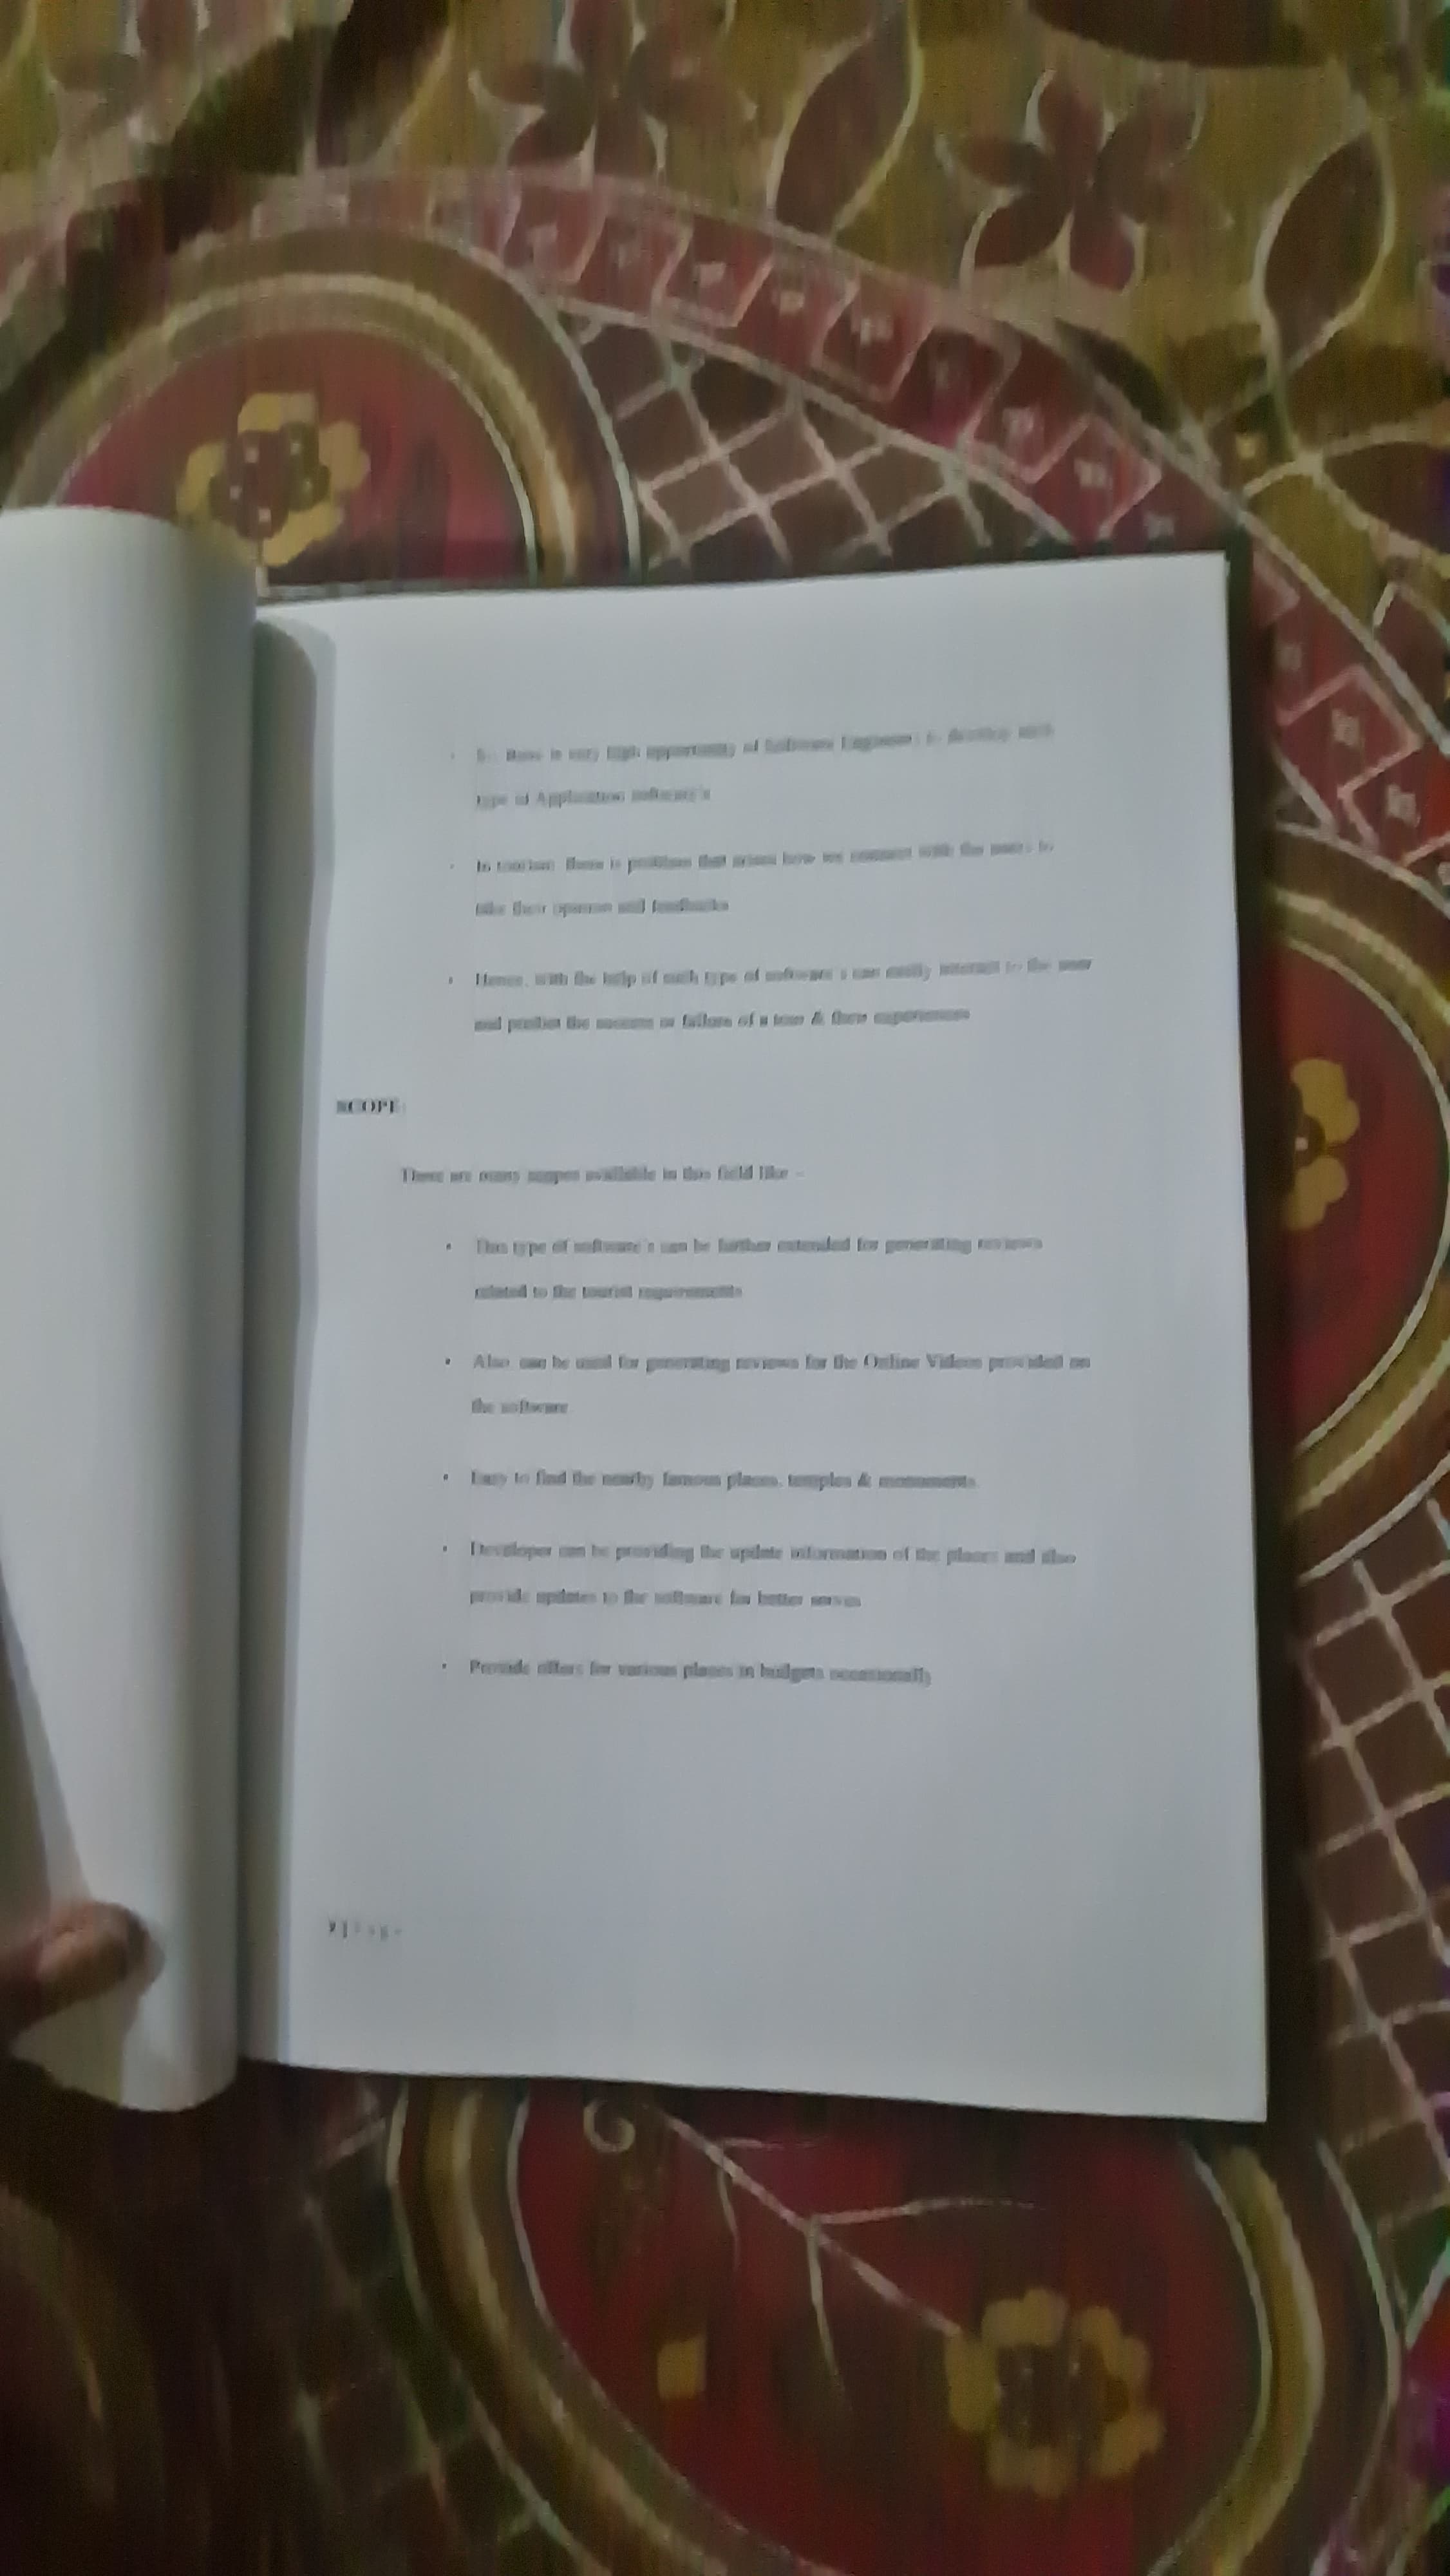 • So, there is very high opportunity of Software Engineers to develop such
type of Application software's
• In tourism, there is problem that arises how we connect with the users to
take their opinion and feedbacks
• Hence, with the help of such type of software's can easily interact to the user
and predict the success or failure of a tour & their experiences
SCOPE:
There are many scopes available in this field like –
• This type of software's can be further extended for generating reviews
related to the tourist requirements
• Also, can be used for generating reviews for the Online Videos provided on
the software.
• Easy to find the nearby famous places, temples & monuments.
• Developer can be providing the update information of the places and also
provide updates to the software for better
• Provide offers for various places in budgets occasionally
| P a g e